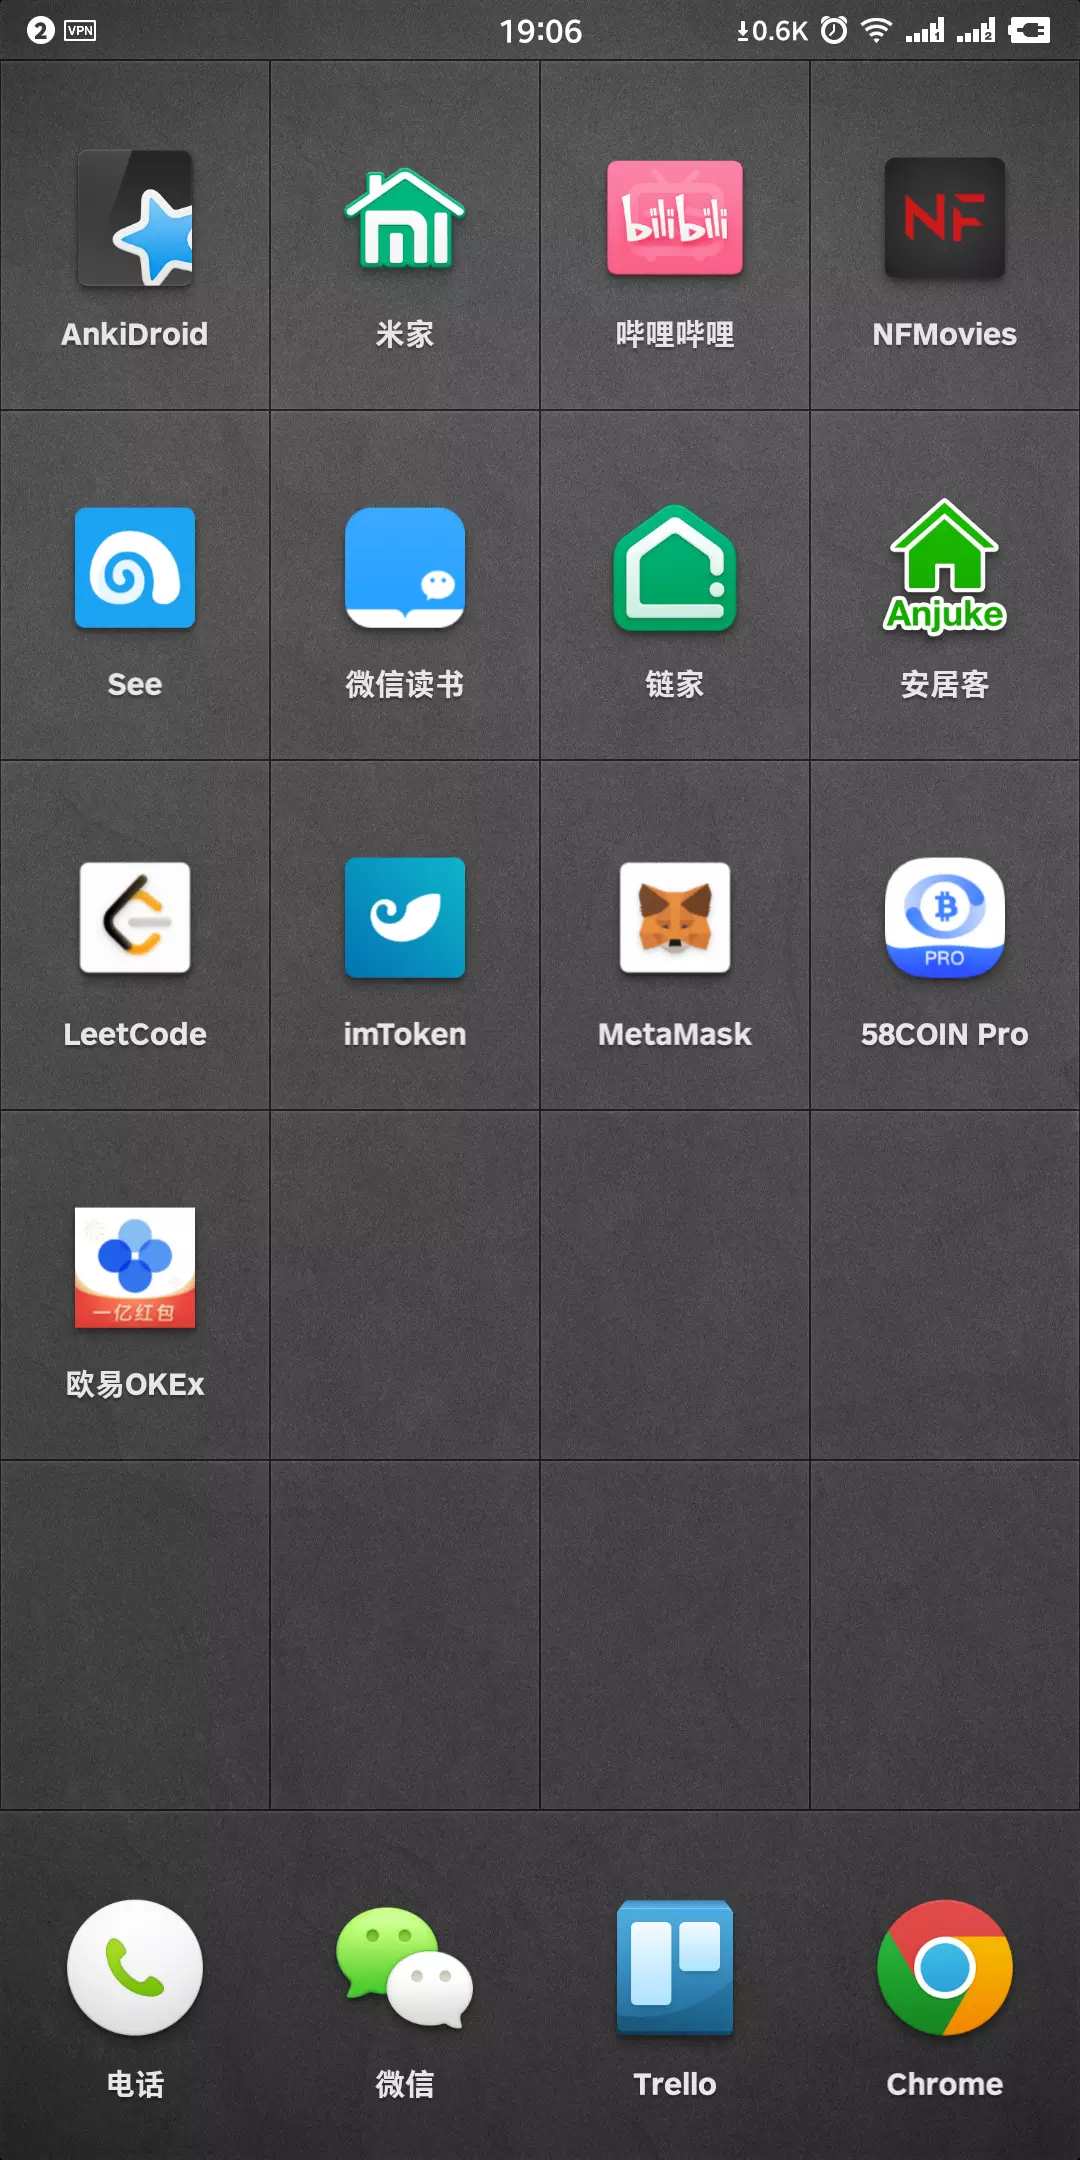 2 VPN 19:06 0.6K 1 2
bilibili NF
AnkiDroid 米家 哔哩哔哩 NFMovies
Anjuke
See 微信读书 链家 安居客
PRO
LeetCode imToken MetaMask 58COIN Pro
一亿红包
欧易OKEx
电话 微信 Trello Chrome